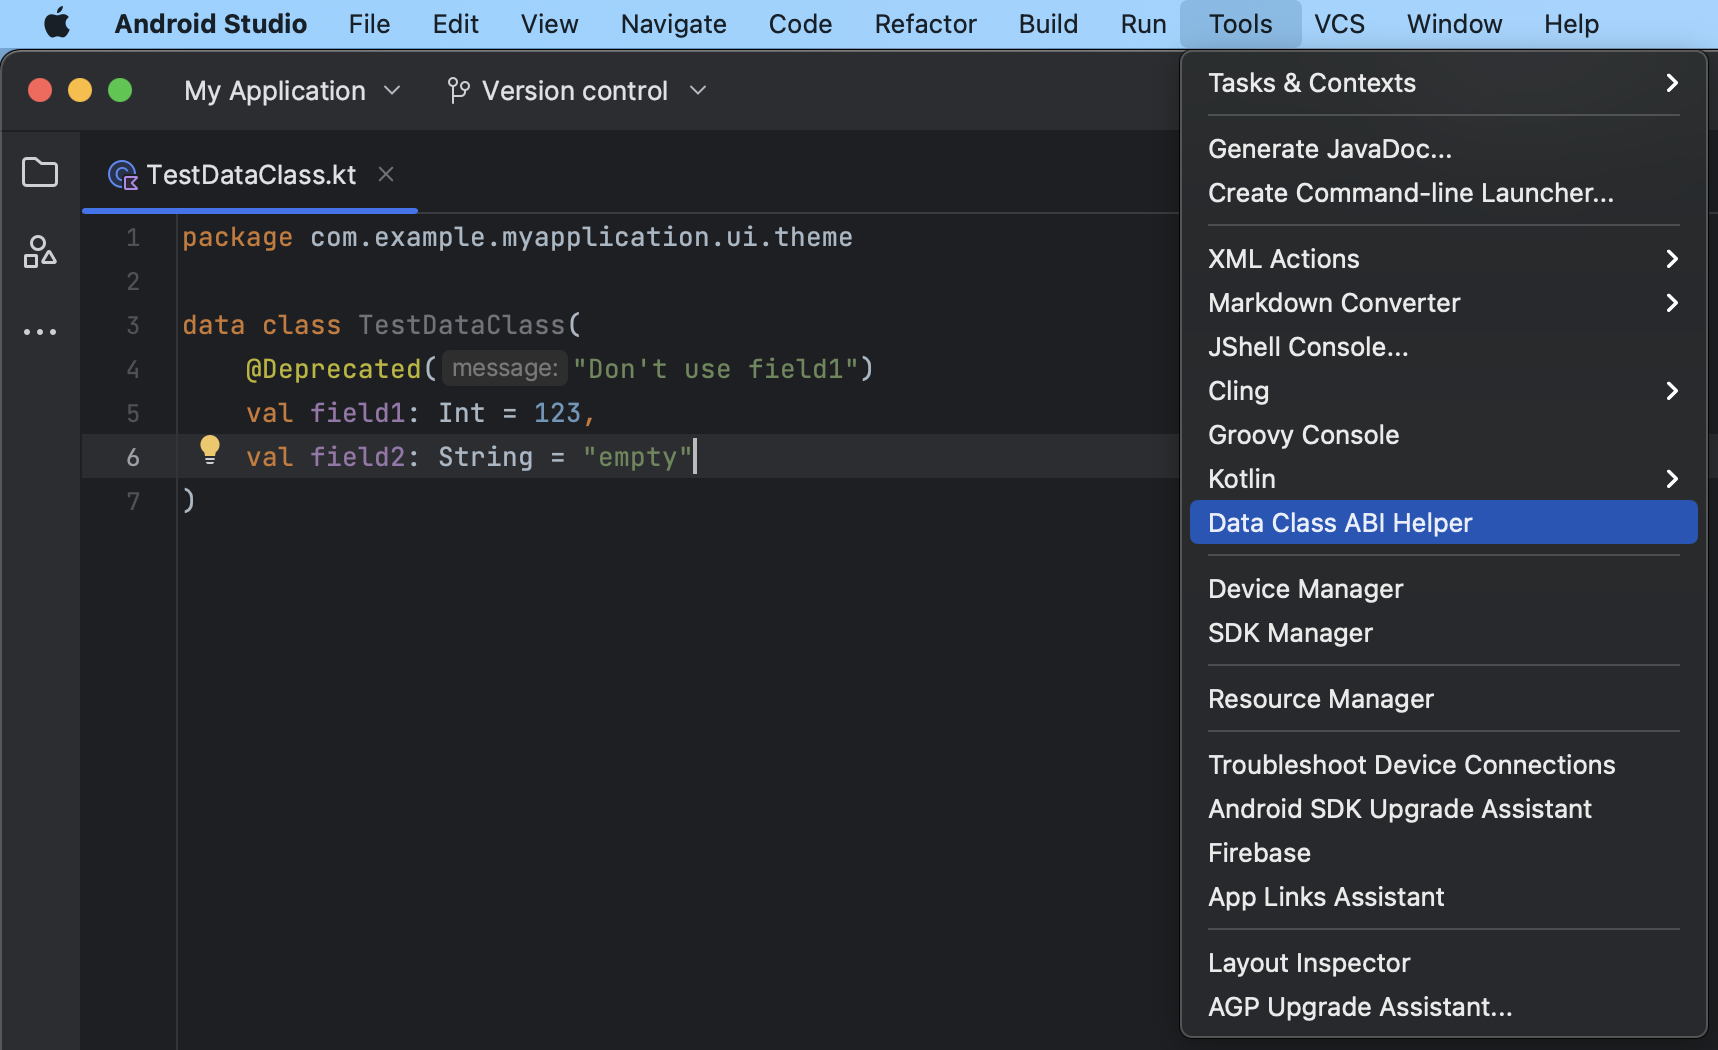 Android Studio File Edit View Navigate Code Refactor Build Run Tools VCS Window Help
My Application Version control
TestDataClass.kt
1 package com.example.myapplication.ui.theme
2
3 data class TestDataClass(
4 @Deprecated( message: "Don't use field1")
5 val field1: Int = 123,
6 val field2: String = "empty"
7 )
Tasks & Contexts
Generate JavaDoc...
Create Command-line Launcher...
XML Actions
Markdown Converter
JShell Console...
Cling
Groovy Console
Kotlin
Data Class ABI Helper
Device Manager
SDK Manager
Resource Manager
Troubleshoot Device Connections
Android SDK Upgrade Assistant
Firebase
App Links Assistant
Layout Inspector
AGP Upgrade Assistant...